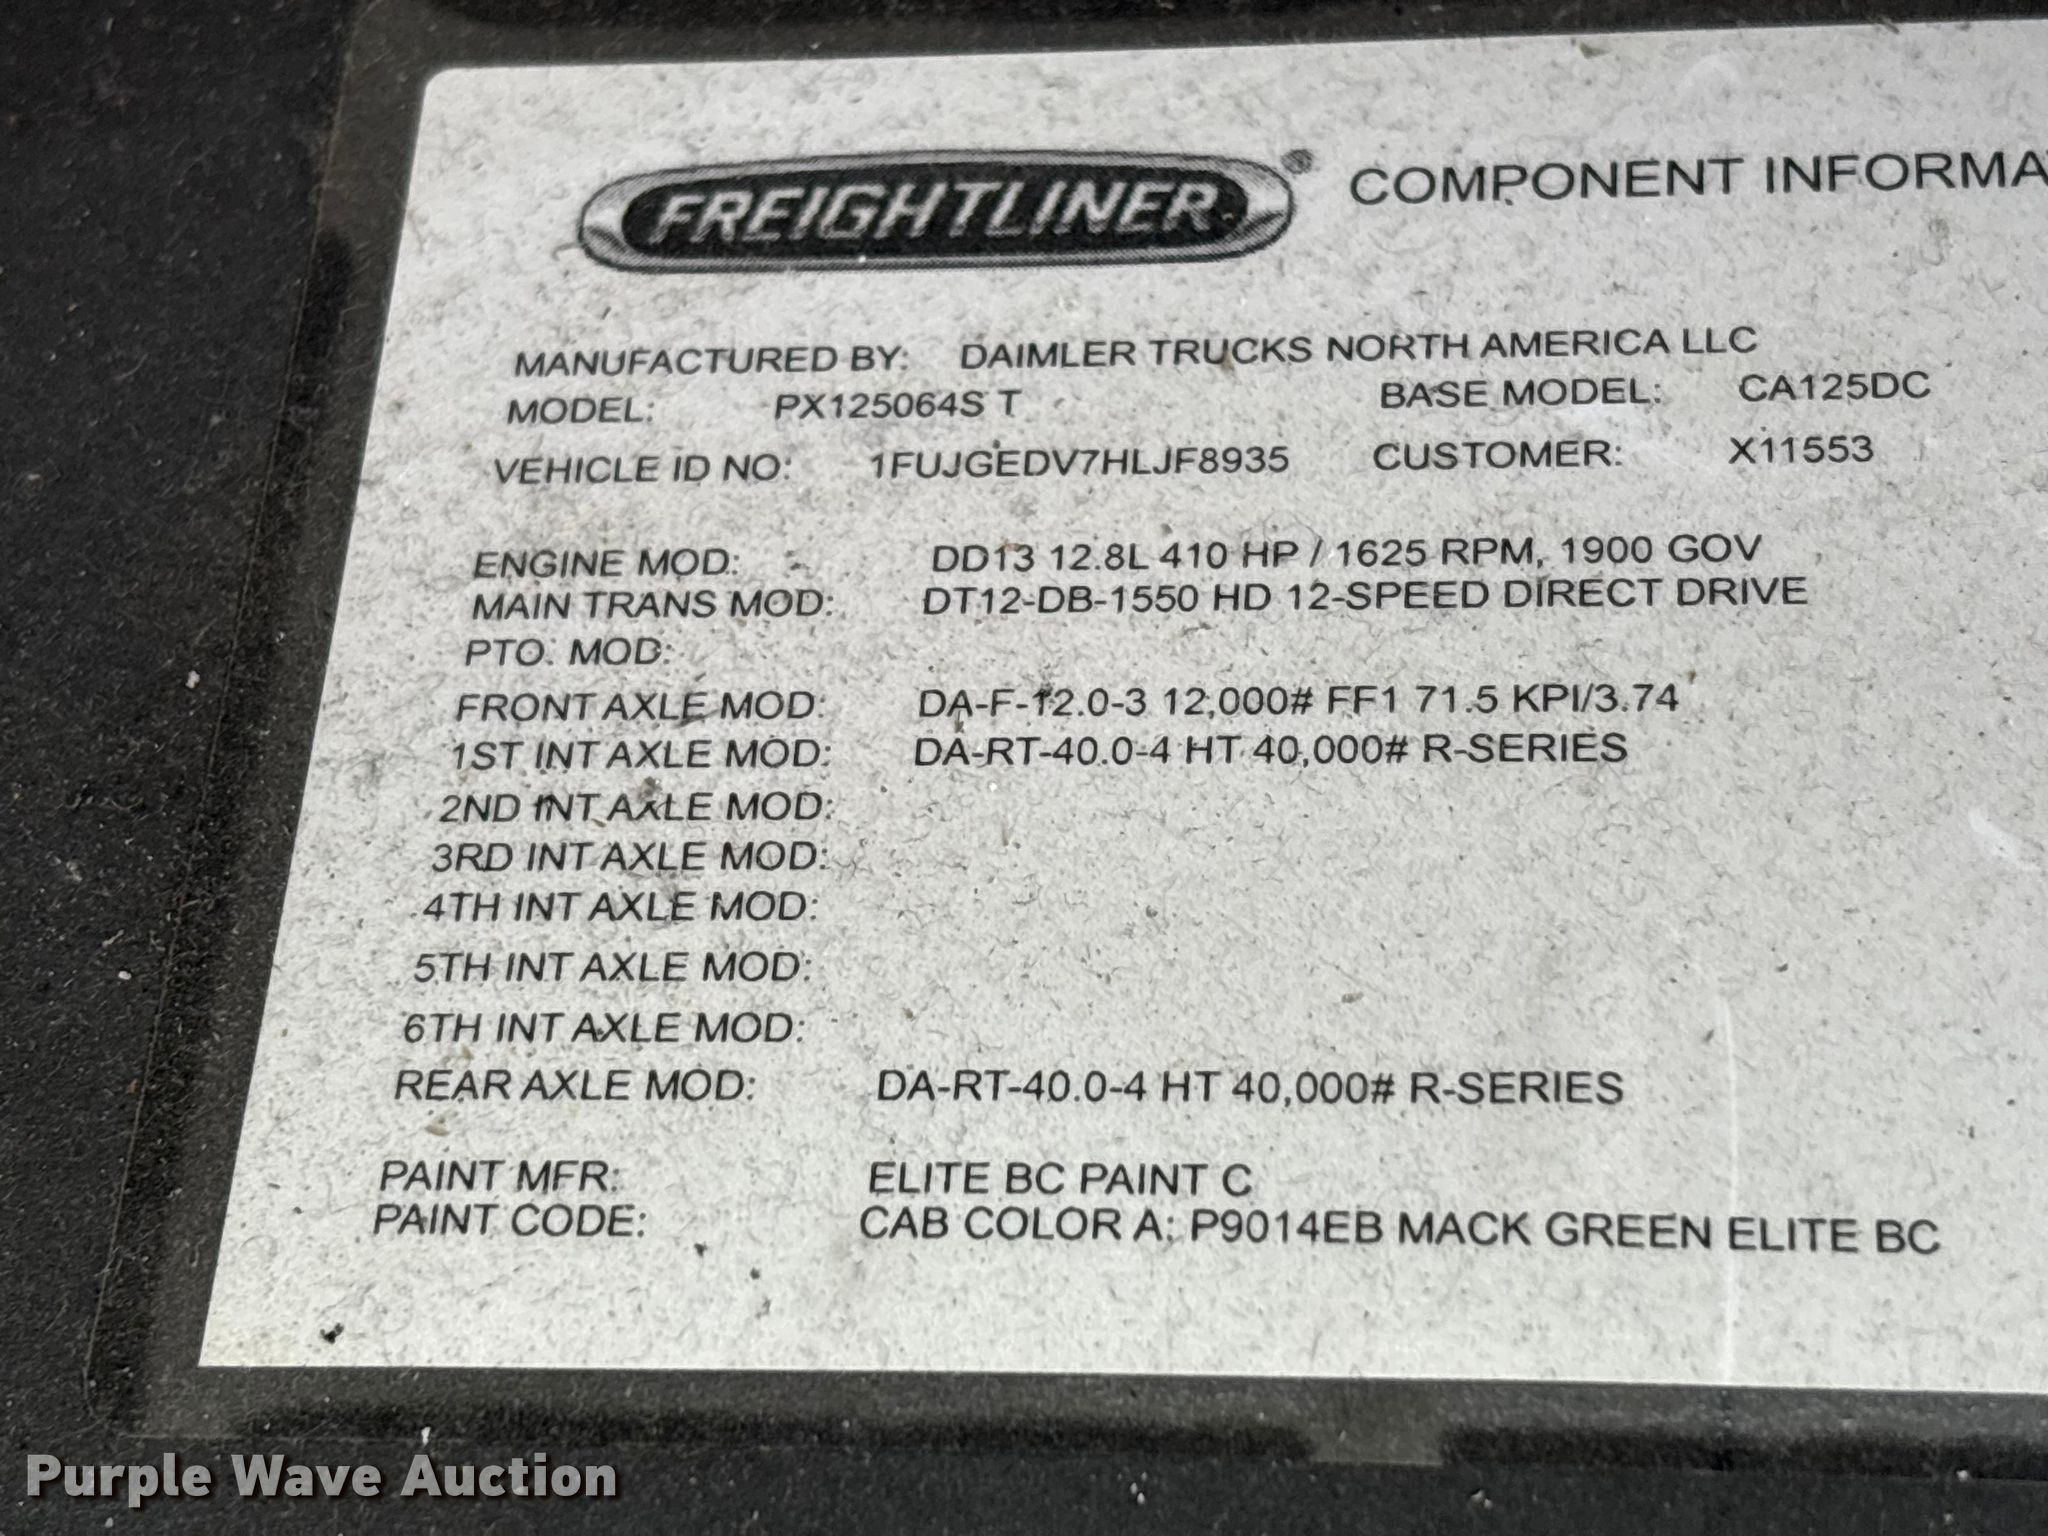 FREIGHTLINER® COMPONENT INFORMA
MANUFACTURED BY: DAIMLER TRUCKS NORTH AMERICA LLC
MODEL: PX125064S T BASE MODEL: CA125DC
VEHICLE ID NO: 1FUJGEDV7HLJF8935 CUSTOMER: X11553
ENGINE MOD: DD13 12.8L 410 HP / 1625 RPM, 1900 GOV
MAIN TRANS MOD: DT12-DB-1550 HD 12-SPEED DIRECT DRIVE
PTO. MOD:
FRONT AXLE MOD: DA-F-12.0-3 12,000# FF1 71.5 KPI/3.74
1ST INT AXLE MOD: DA-RT-40.0-4 HT 40,000# R-SERIES
2ND INT AXLE MOD:
3RD INT AXLE MOD:
4TH INT AXLE MOD:
5TH INT AXLE MOD:
6TH INT AXLE MOD:
REAR AXLE MOD: DA-RT-40.0-4 HT 40,000# R-SERIES
PAINT MFR: ELITE BC PAINT C
PAINT CODE: CAB COLOR A: P9014EB MACK GREEN ELITE BC
Purple Wave Auction